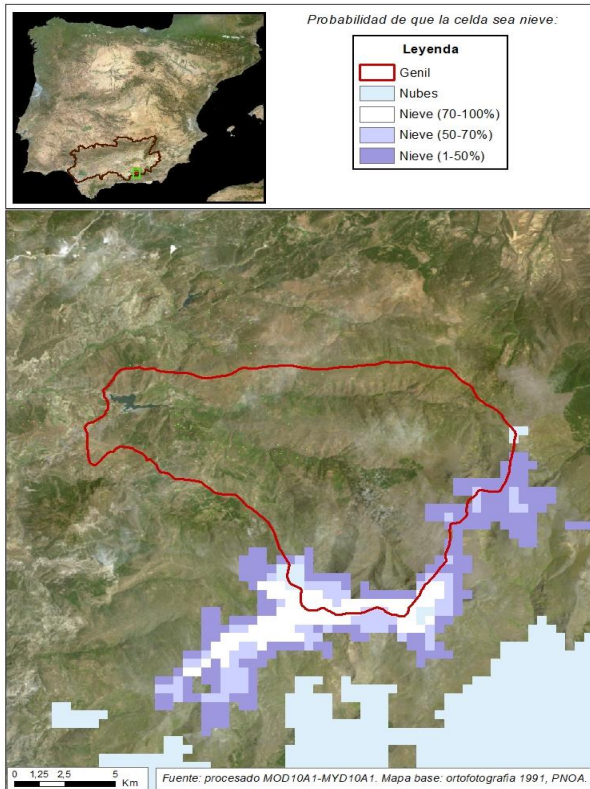 Probabilidad de que la celda sea nieve:
Leyenda
Genil
Nubes
Nieve (70-100%)
Nieve (50-70%)
Nieve (1-50%)
0 1,25 2,5 5
Km
Fuente: procesado MOD10A1-MYD10A1. Mapa base: ortofotografia 1991, PNOA.